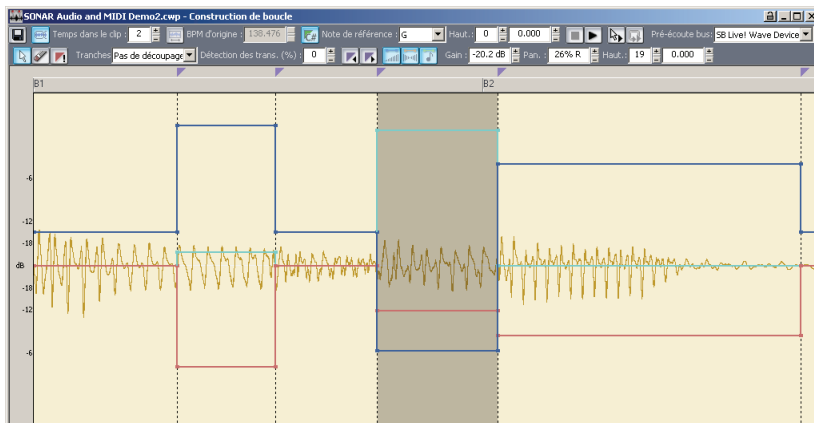 SONAR Audio and MIDI Demo2.cwp - Construction de boucle
Temps dans le clip : 2 BPM d'origine : 138.476 Note de référence : G Haut.: 0 0.000 Pré-écoute bus: SB Live! Wave Device
Tranches Pas de découpage Détection des trans. (%) : 0 Gain : -20.2 dB Pan. : 26% R Haut.: 19 0.000
B1 B2
-6
-12
-18
dB
-18
-12
-6